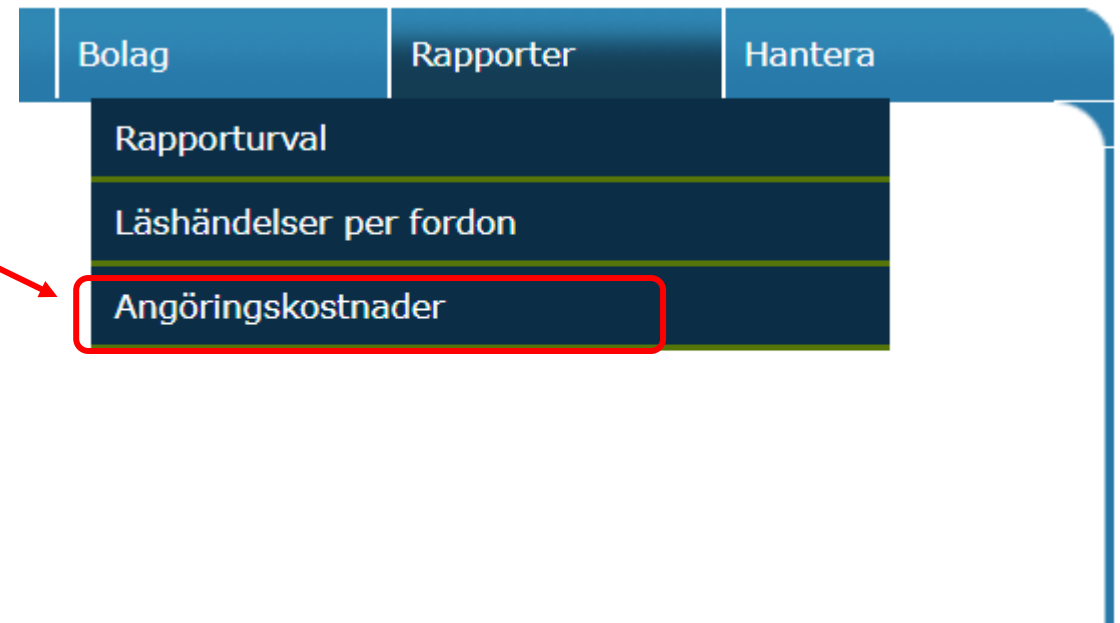 Bolag Rapporter Hantera
Rapporturval
Läshändelser per fordon
Angöringskostnader